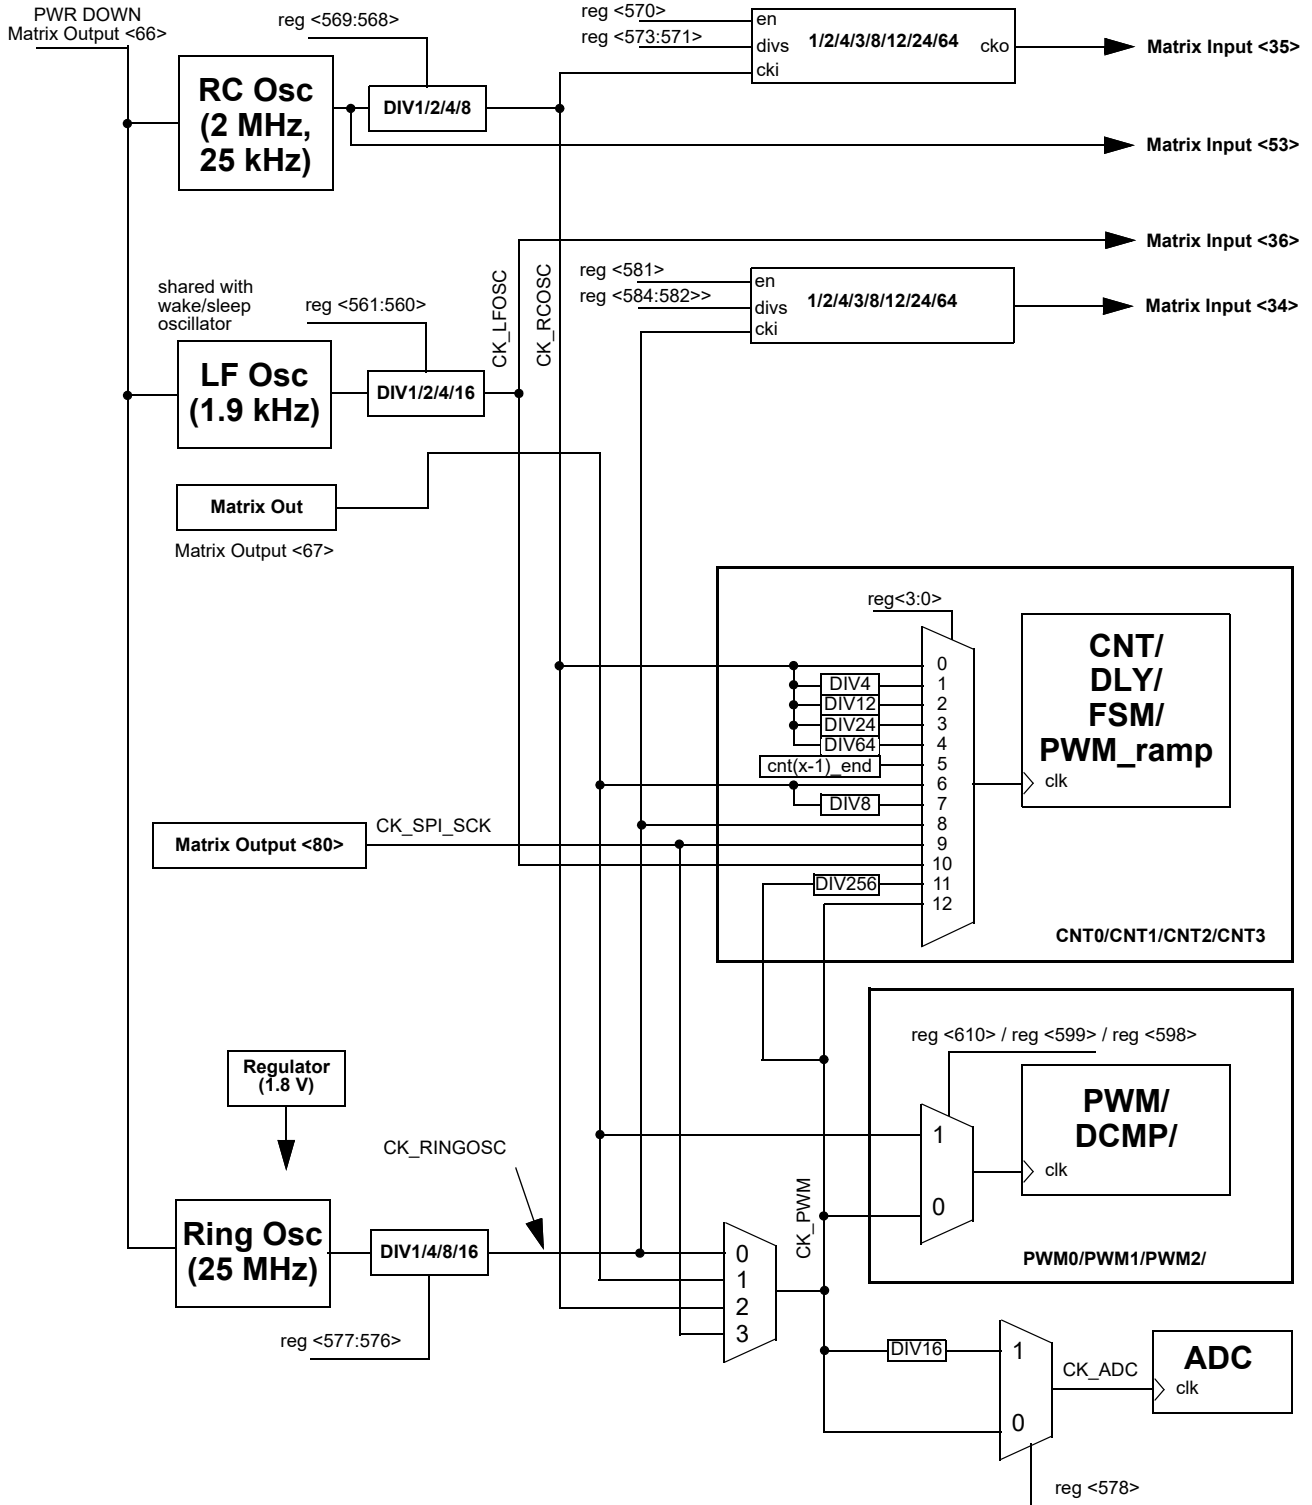 PWR DOWN
Matrix Output <66>
reg <569:568>
RC Osc
(2 MHz,
25 kHz)
DIV1/2/4/8
reg <570>
reg <573:571>
en
divs
cki
1/2/4/3/8/12/24/64
cko
Matrix Input <35>
Matrix Input <53>
Matrix Input <36>
shared with
wake/sleep
oscillator
reg <561:560>
LF Osc
(1.9 kHz)
DIV1/2/4/16
CK_LFOSC
CK_RCOSC
reg <581>
reg <584:582>>
en
divs
cki
1/2/4/3/8/12/24/64
Matrix Input <34>
Matrix Out
Matrix Output <67>
reg<3:0>
0
DIV4
1
DIV12
2
DIV24
3
DIV64
4
cnt(x-1)_end
5
6
DIV8
7
8
9
10
DIV256
11
12
CNT/
DLY/
FSM/
PWM_ramp
clk
CNT0/CNT1/CNT2/CNT3
Matrix Output <80>
CK_SPI_SCK
reg <610> / reg <599> / reg <598>
1
0
PWM/
DCMP/
clk
PWM0/PWM1/PWM2/
Regulator
(1.8 V)
CK_RINGOSC
Ring Osc
(25 MHz)
DIV1/4/8/16
reg <577:576>
0
1
2
3
CK_PWM
DIV16
1
0
CK_ADC
ADC
clk
reg <578>